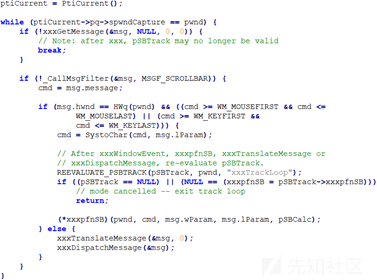 ptiCurrent = PtiCurrent();
while (ptiCurrent->pq->spwndCapture == pwnd) {
if (!xxxGetMessage(&msg, NULL, 0, 0)) {
// Note: after xxx, pSBTrack may no longer be valid
break;
}
if (!_CallMsgFilter(&msg, MSGF_SCROLLBAR)) {
cmd = msg.message;
if (msg.hwnd == HWq(pwnd) && ((cmd >= WM_MOUSEFIRST && cmd <=
WM_MOUSELAST) || (cmd >= WM_KEYFIRST &&
cmd <= WM_KEYLAST))) {
cmd = SystoChar(cmd, msg.lParam);
// After xxxWindowEvent, xxxpfnSB, xxxTranslateMessage or
// xxxDispatchMessage, re-evaluate pSBTrack.
REEVALUATE_PSBTRACK(pSBTrack, pwnd, "xxxTrackLoop");
if ((pSBTrack == NULL) || (NULL == (xxxpfnSB = pSBTrack->xxxpfnSB)))
// mode cancelled -- exit track loop
return;
(*xxxpfnSB)(pwnd, cmd, msg.wParam, msg.lParam, pSBCalc);
} else {
xxxTranslateMessage(&msg, 0);
xxxDispatchMessage(&msg);
}
}
}
先知社区